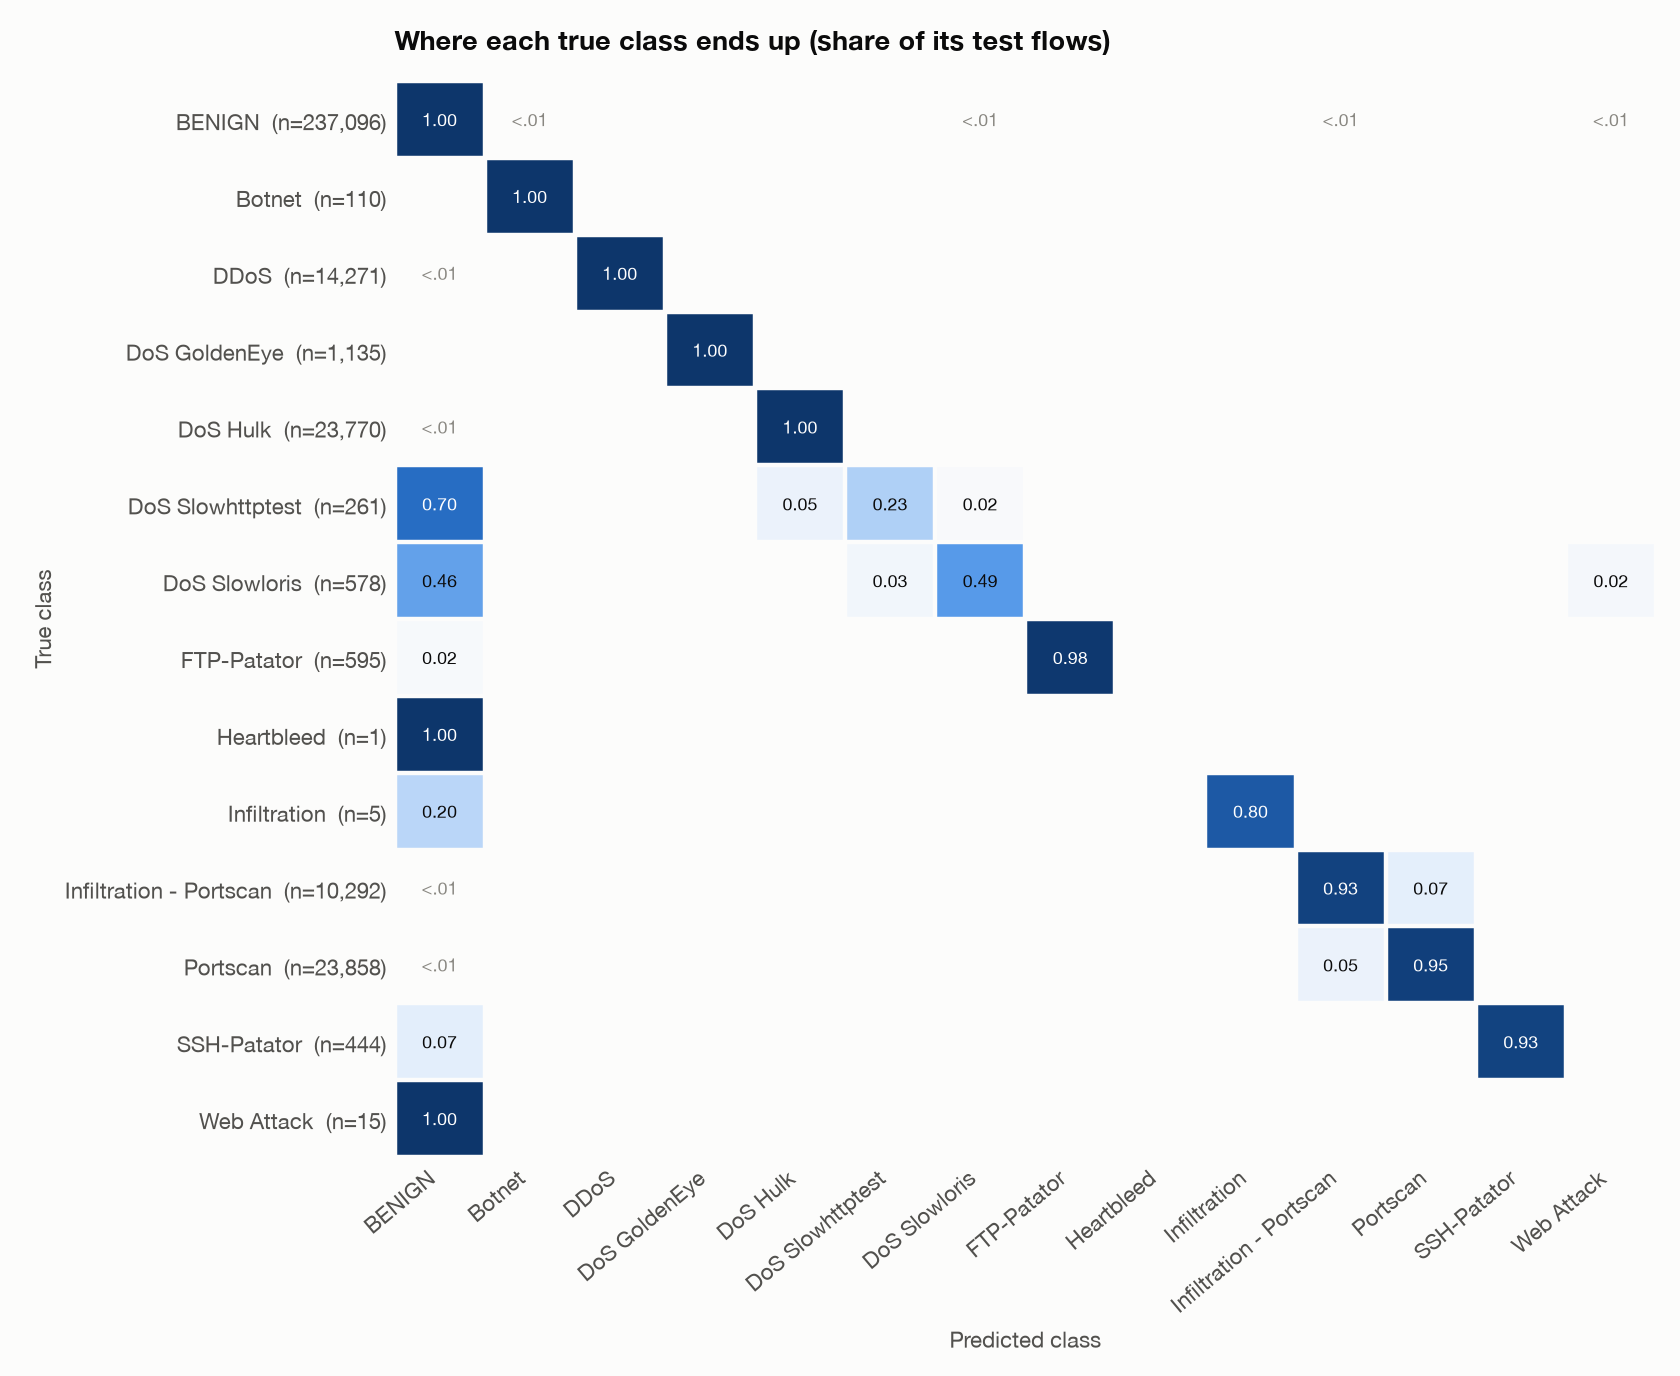 Where each true class ends up (share of its test flows)
BENIGN (n=237,096) 1.00 <.01 <.01 <.01 <.01
Botnet (n=110) 1.00
DDoS (n=14,271) <.01 1.00
DoS GoldenEye (n=1,135) 1.00
DoS Hulk (n=23,770) <.01 1.00
DoS Slowhttptest (n=261) 0.70 0.05 0.23 0.02
DoS Slowloris (n=578) 0.46 0.03 0.49 0.02
True class
FTP-Patator (n=595) 0.02 0.98
Heartbleed (n=1) 1.00
Infiltration (n=5) 0.20 0.80
Infiltration - Portscan (n=10,292) <.01 0.93 0.07
Portscan (n=23,858) <.01 0.05 0.95
SSH-Patator (n=444) 0.07 0.93
Web Attack (n=15) 1.00
BENIGN
Botnet
DDoS
DoS GoldenEye
DoS Hulk
DoS Slowhttptest
DoS Slowloris
FTP-Patator
Heartbleed
Infiltration
Infiltration - Portscan
Portscan
SSH-Patator
Web Attack
Predicted class